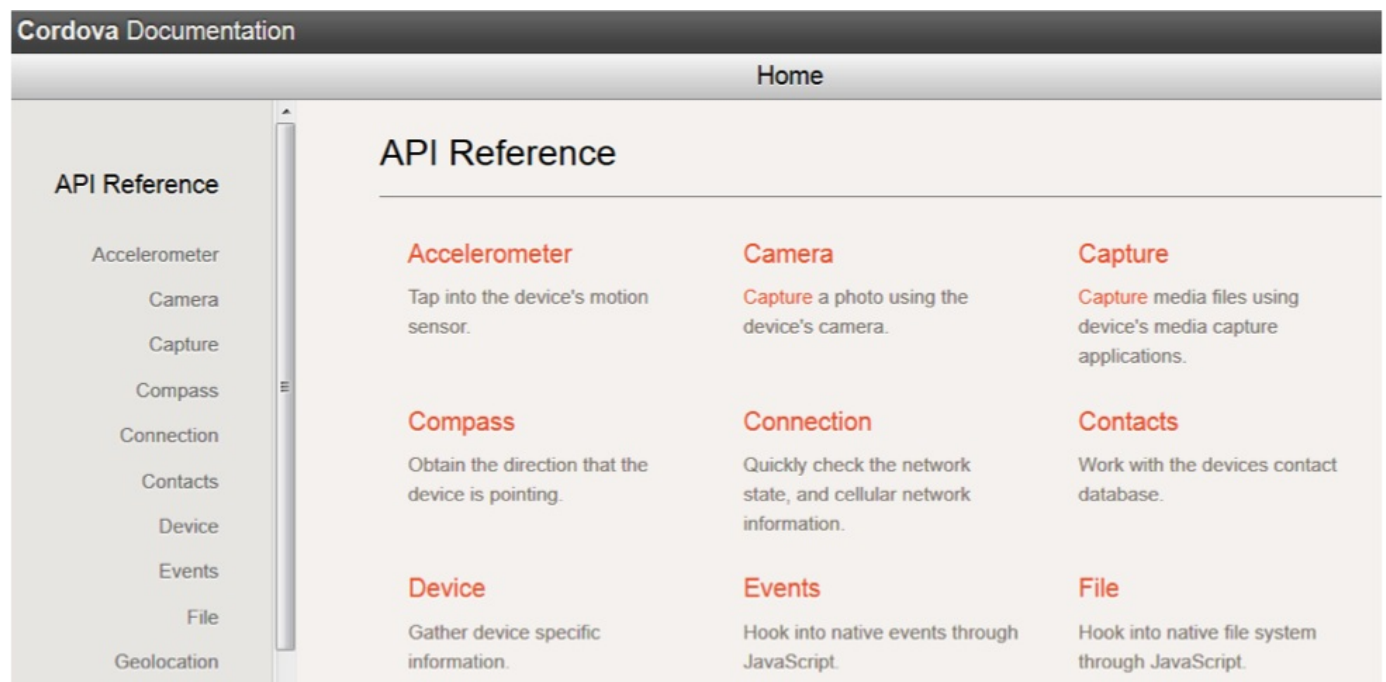 Cordova Documentation
Home
API Reference
Accelerometer
Camera
Capture
Compass
Connection
Contacts
Device
Events
File
Geolocation
API Reference
Accelerometer
Tap into the device's motion
sensor.
Camera
Capture a photo using the
device's camera.
Capture
Capture media files using
device's media capture
applications.
Compass
Obtain the direction that the
device is pointing.
Connection
Quickly check the network
state, and cellular network
information.
Contacts
Work with the devices contact
database.
Device
Gather device specific
information.
Events
Hook into native events through
JavaScript.
File
Hook into native file system
through JavaScript.